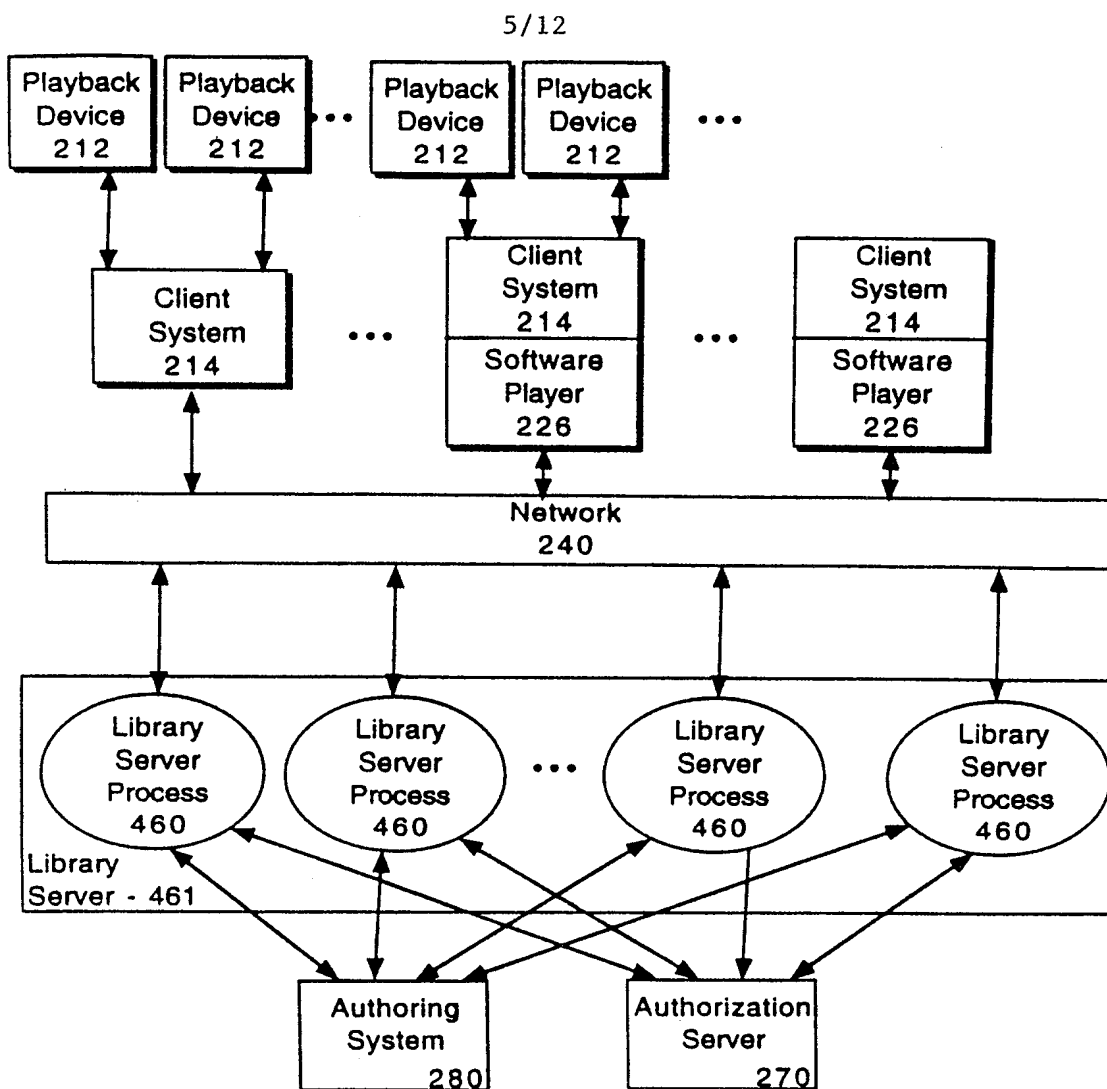 5/12
Playback
Device
212
Playback
Device
212
Playback
Device
212
Playback
Device
212
Client
System
214
Client
System
214
Software
Player
226
Client
System
214
Software
Player
226
Network
240
Library
Server
Process
460
Library
Server
Process
460
Library
Server
Process
460
Library
Server
Process
460
Library
Server - 461
Authoring
System
280
Authorization
Server
270